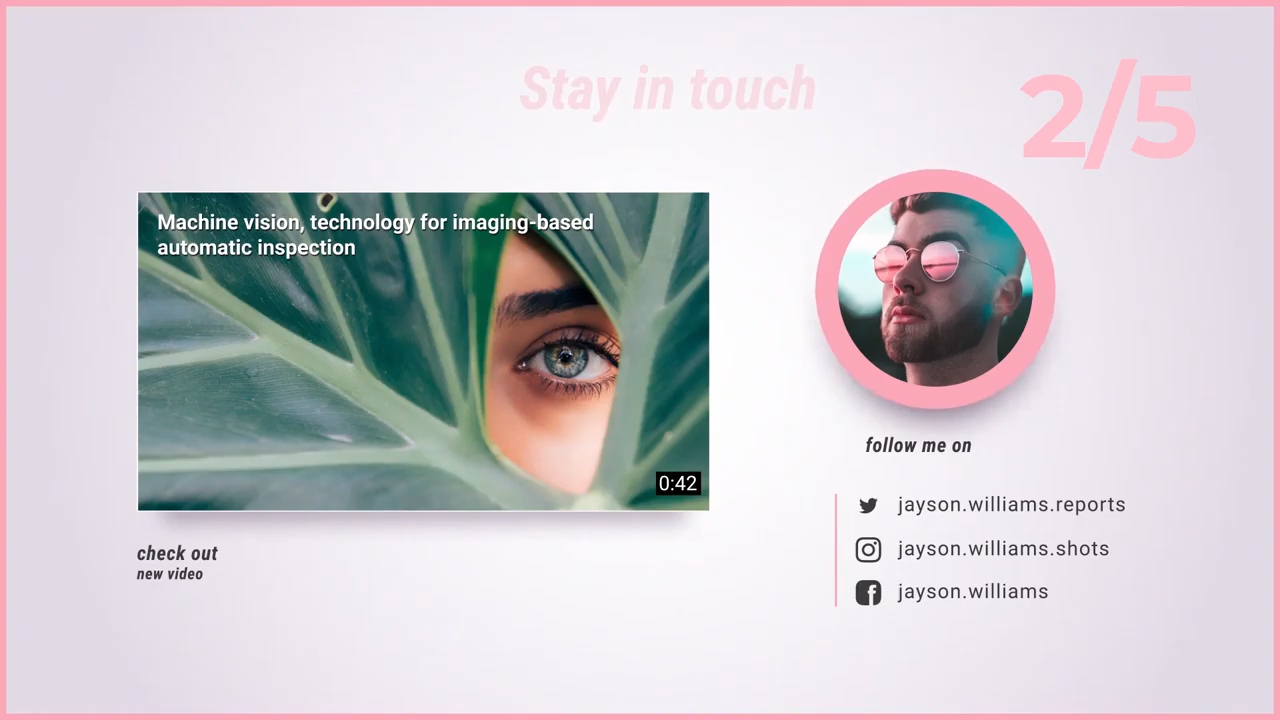 Stay in touch
2/5
Machine vision, technology for imaging-based
automatic inspection
0:42
check out
new video
follow me on
jayson.williams.reports
jayson.williams.shots
jayson.williams